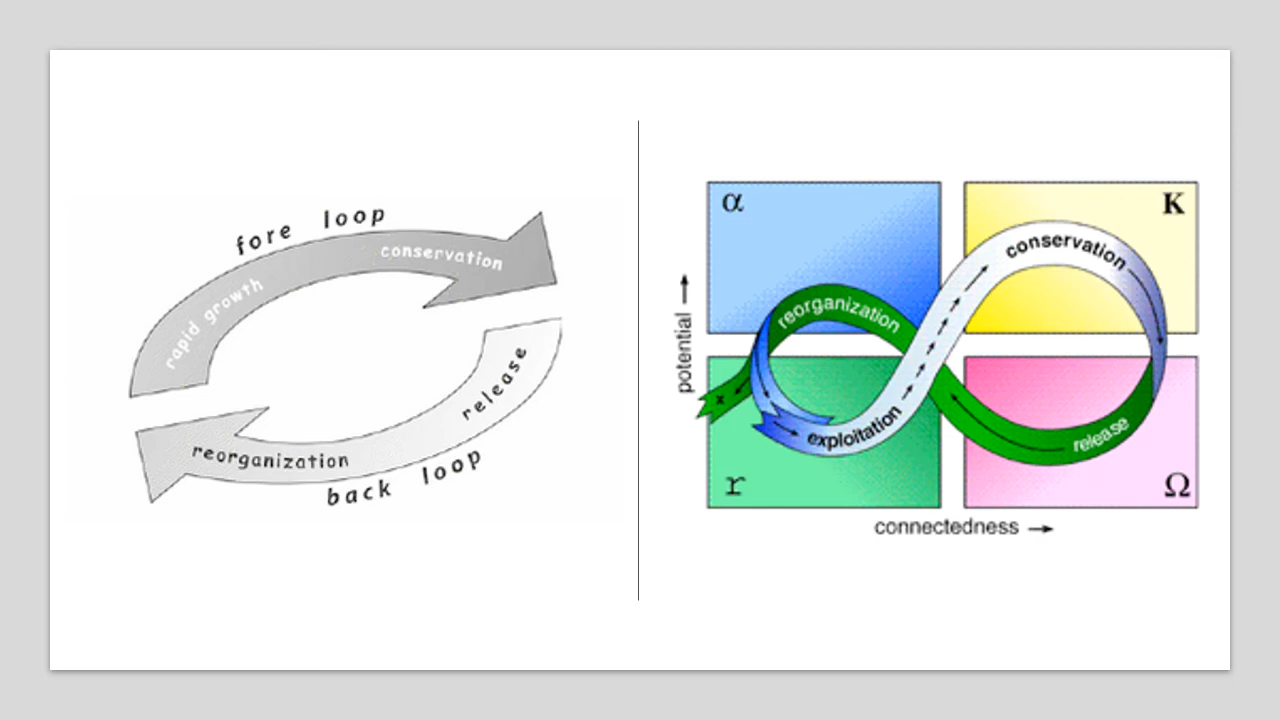 fore loop
rapid growth
conservation
release
reorganization
back loop
α
K
conservation
reorganization
potential
x
exploitation
release
r
Ω
connectedness